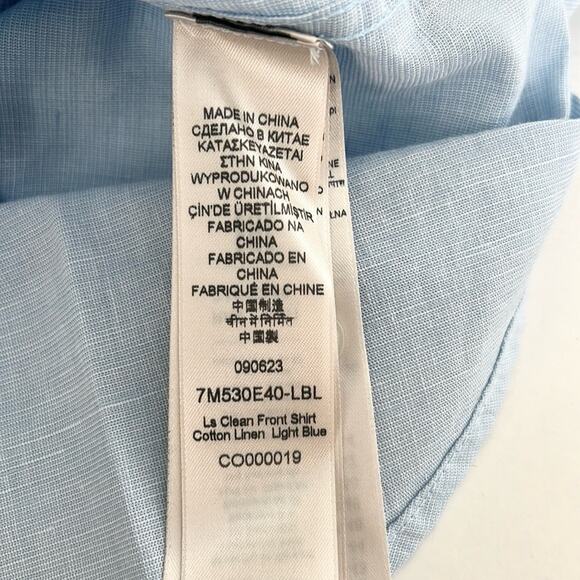 MADE IN CHINA
СДЕЛАНО В КИТАЕ
ΚΑΤΑΣΚΕΥΑΖΕΤΑΙ
ΣΤΗΝ ΚΙΝΑ
WYPRODUKOWANO
W CHINACH
ÇİN'DE ÜRETİLMİŞTİR
FABRICADO NA
CHINA
FABRICADO EN
CHINA
FABRIQUÉ EN CHINE
中国制造
चीन में निर्मित
中国製
090623
7M530E40-LBL
Ls Clean Front Shirt
Cotton Linen Light Blue
CO000019